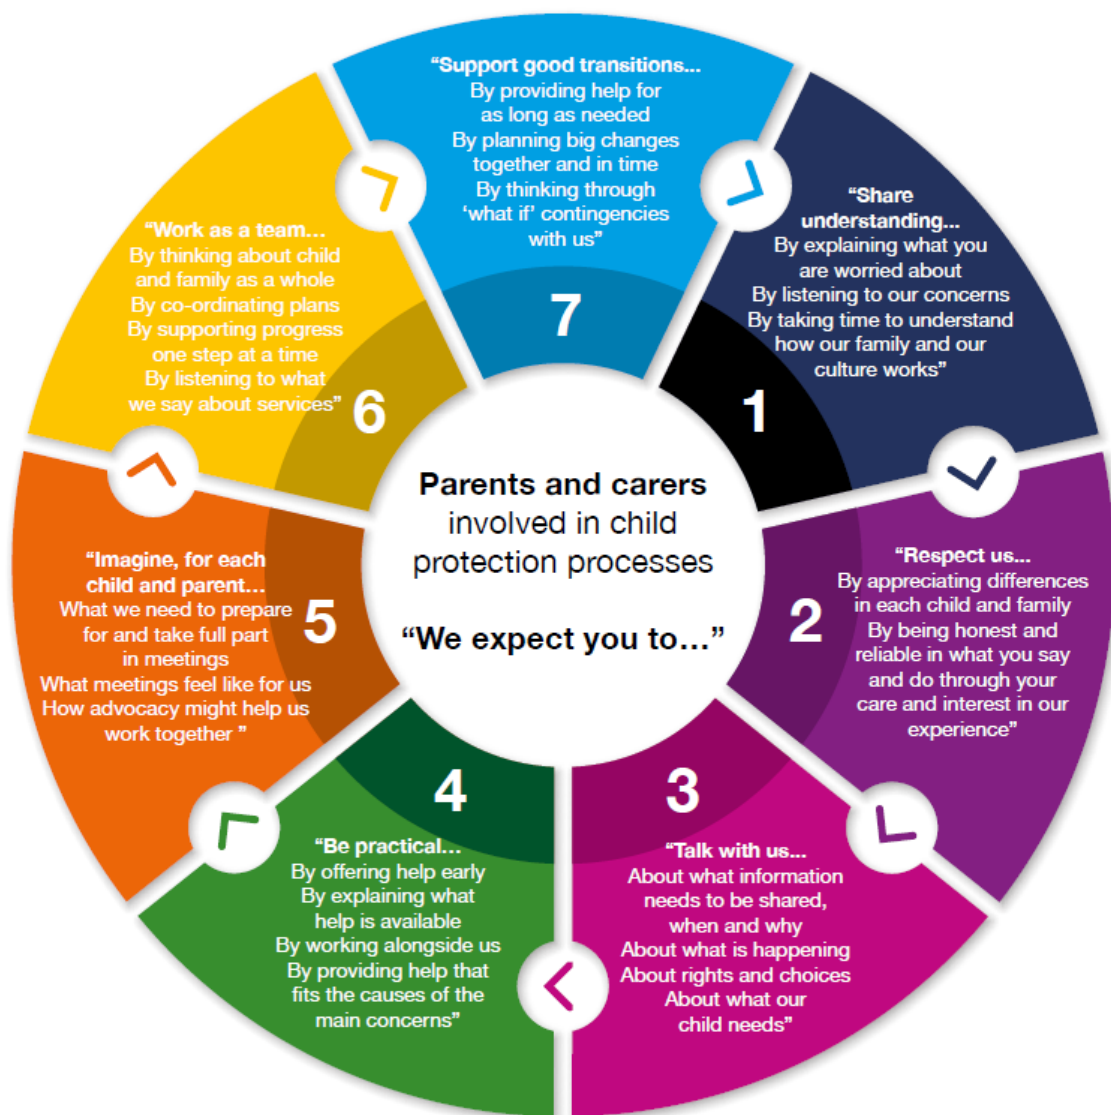 Parents and carers
involved in child
protection processes
“We expect you to...”
1
“Share
understanding...
By explaining what you
are worried about
By listening to our concerns
By taking time to understand
how our family and our
culture works”
2
“Respect us...
By appreciating differences
in each child and family
By being honest and
reliable in what you say
and do through your
care and interest in our
experience”
3
“Talk with us...
About what information
needs to be shared,
when and why
About what is happening
About rights and choices
About what our
child needs”
4
“Be practical...
By offering help early
By explaining what
help is available
By working alongside us
By providing help that
fits the causes of the
main concerns”
5
“Imagine, for each
child and parent...
What we need to prepare
for and take full part
in meetings
What meetings feel like for us
How advocacy might help us
work together ”
6
“Work as a team...
By thinking about child
and family as a whole
By co-ordinating plans
By supporting progress
one step at a time
By listening to what
we say about services”
7
“Support good transitions...
By providing help for
as long as needed
By planning big changes
together and in time
By thinking through
‘what if’ contingencies
with us”